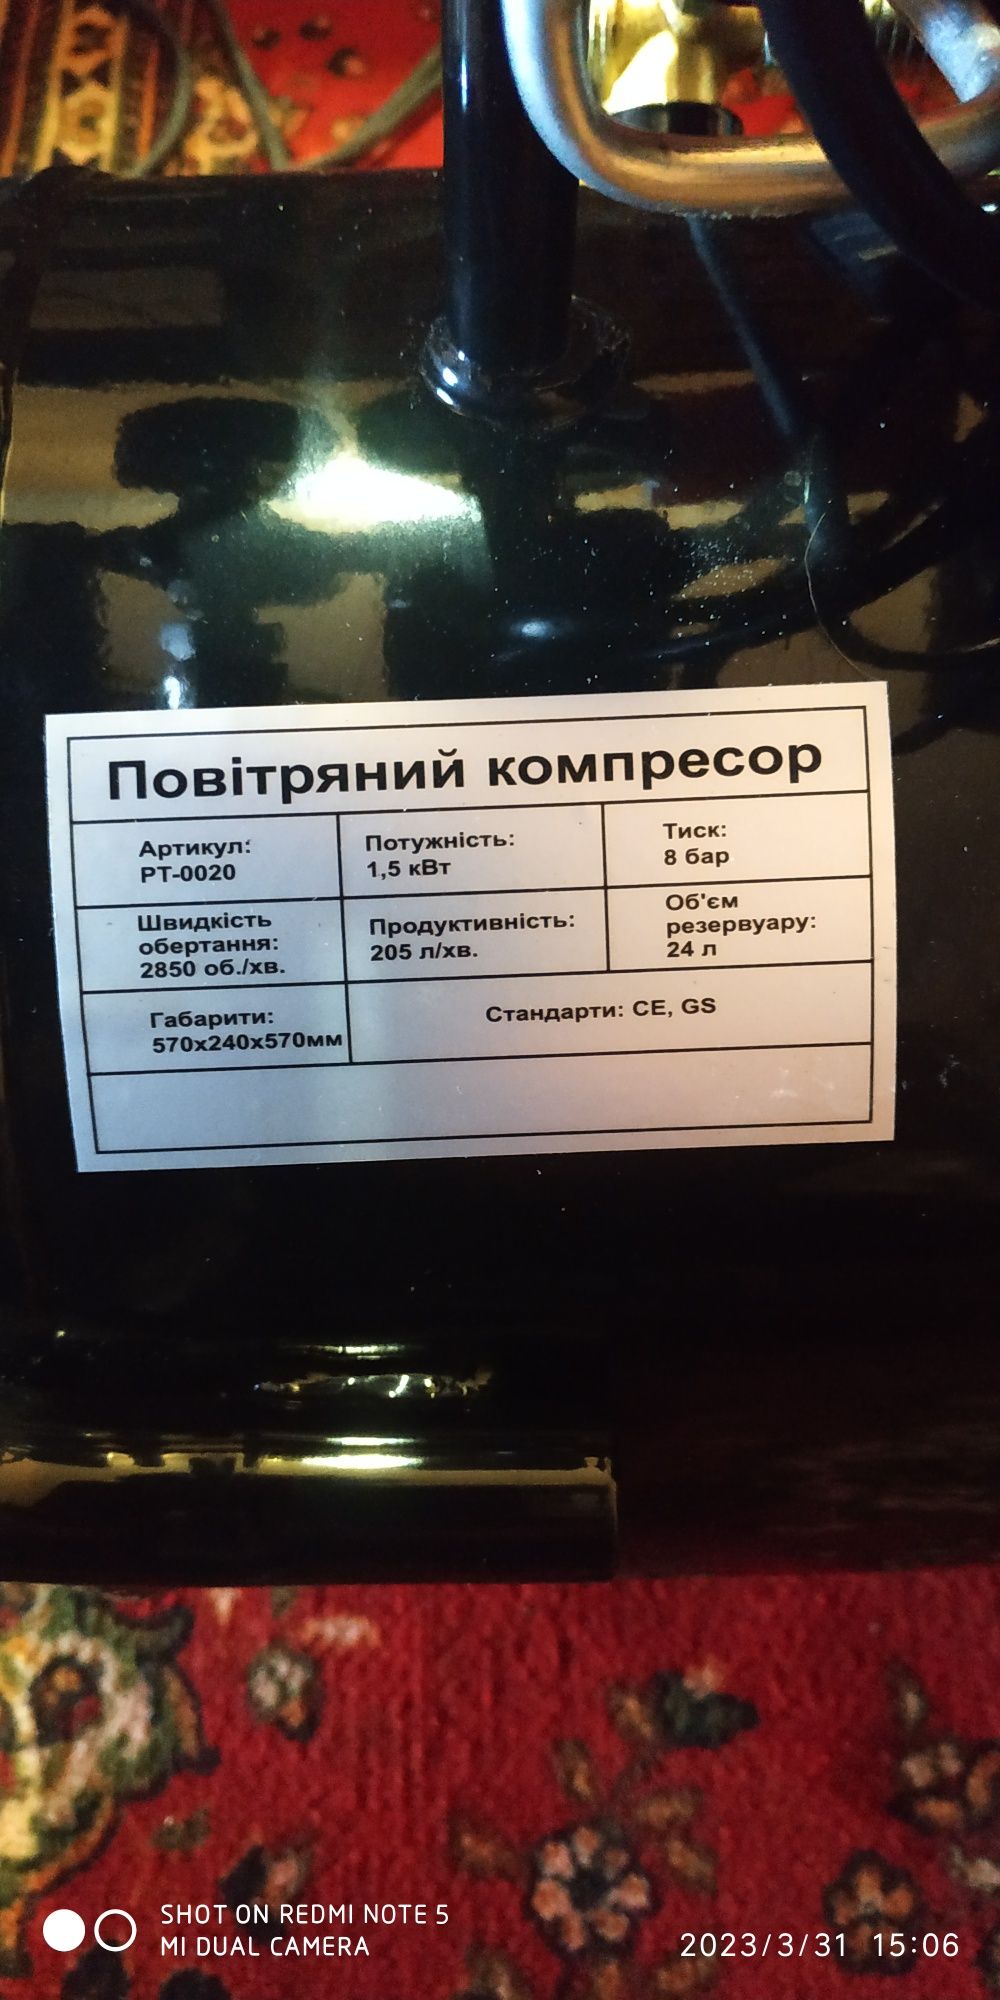 Повітряний компресор
Артикул:
PT-0020
Потужність:
1,5 кВт
Тиск:
8 бар
Швидкість
обертання:
2850 об./хв.
Продуктивність:
205 л/хв.
Об'єм
резервуару:
24 л
Габарити:
570х240х570мм
Стандарти: CE, GS
SHOT ON REDMI NOTE 5
MI DUAL CAMERA
2023/3/31 15:06